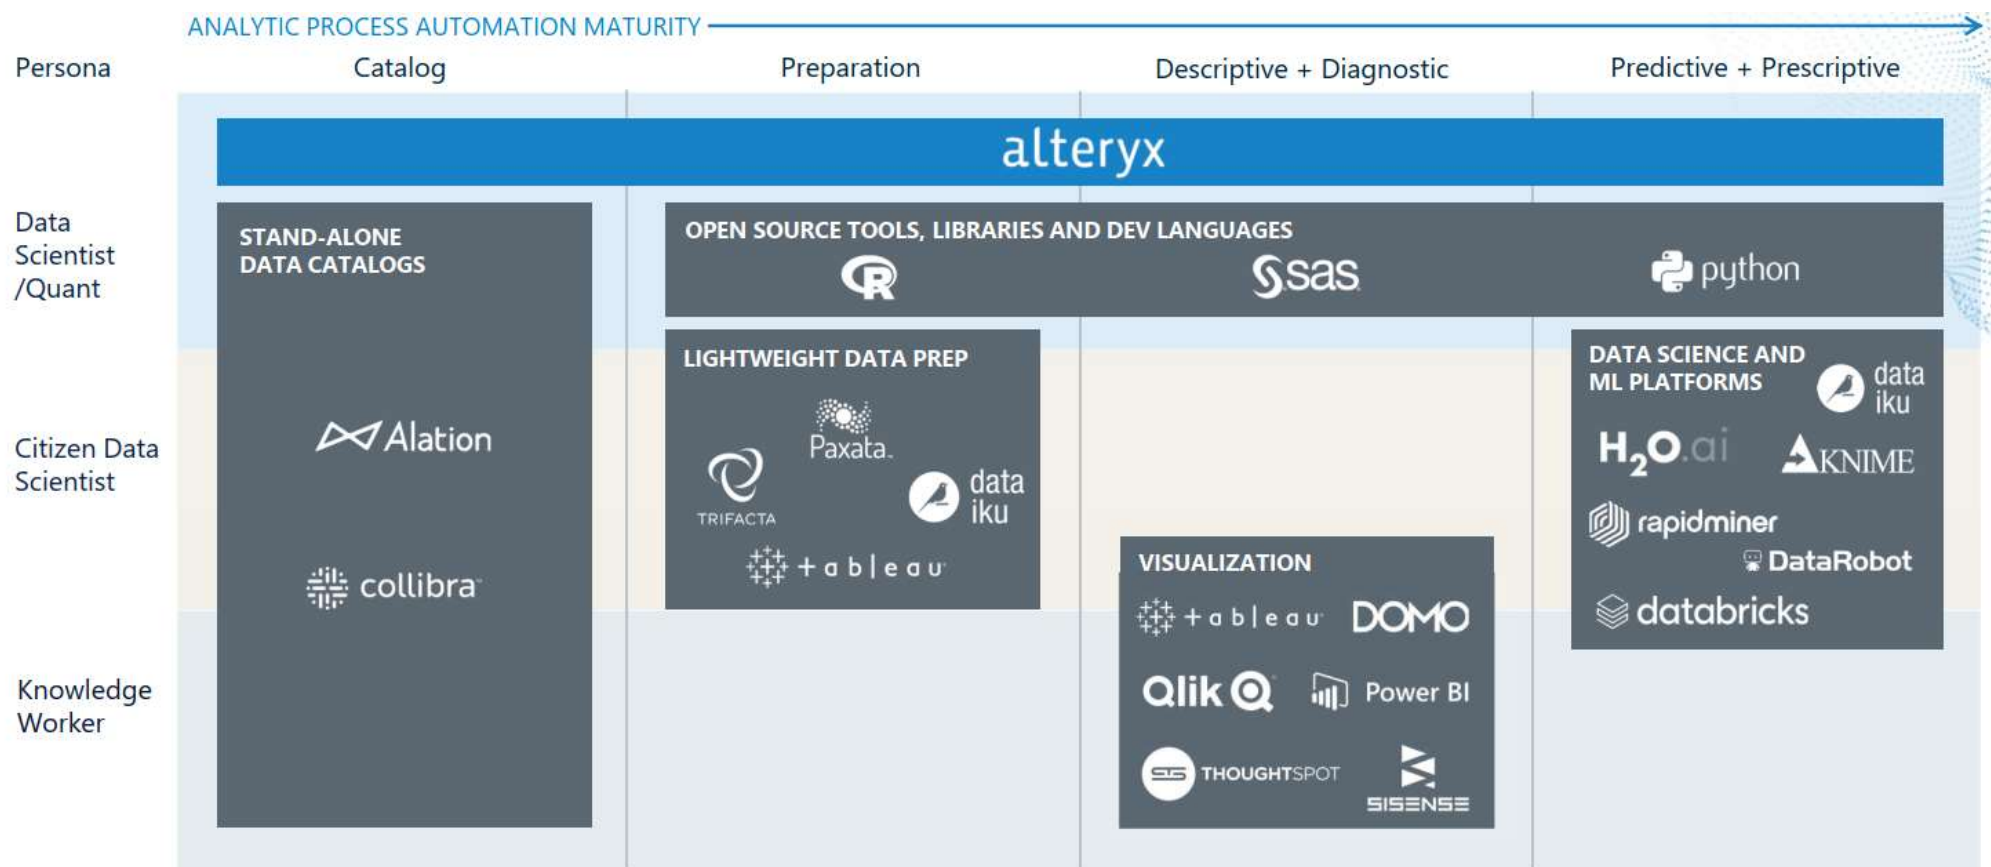 ANALYTIC PROCESS AUTOMATION MATURITY
Persona
Catalog
Preparation
Descriptive + Diagnostic
Predictive + Prescriptive
alteryx
Data
Scientist
/Quant
STAND-ALONE
DATA CATALOGS
OPEN SOURCE TOOLS, LIBRARIES AND DEV LANGUAGES
R
sas
python
Citizen Data
Scientist
Alation
collibra
LIGHTWEIGHT DATA PREP
Paxata
TRIFACTA
data
iku
+ableau
DATA SCIENCE AND
ML PLATFORMS
data
iku
H2O.ai
KNIME
rapidminer
DataRobot
databricks
Knowledge
Worker
VISUALIZATION
+ableau
DOMO
Qlik
Power BI
THOUGHTSPOT
SISENSE